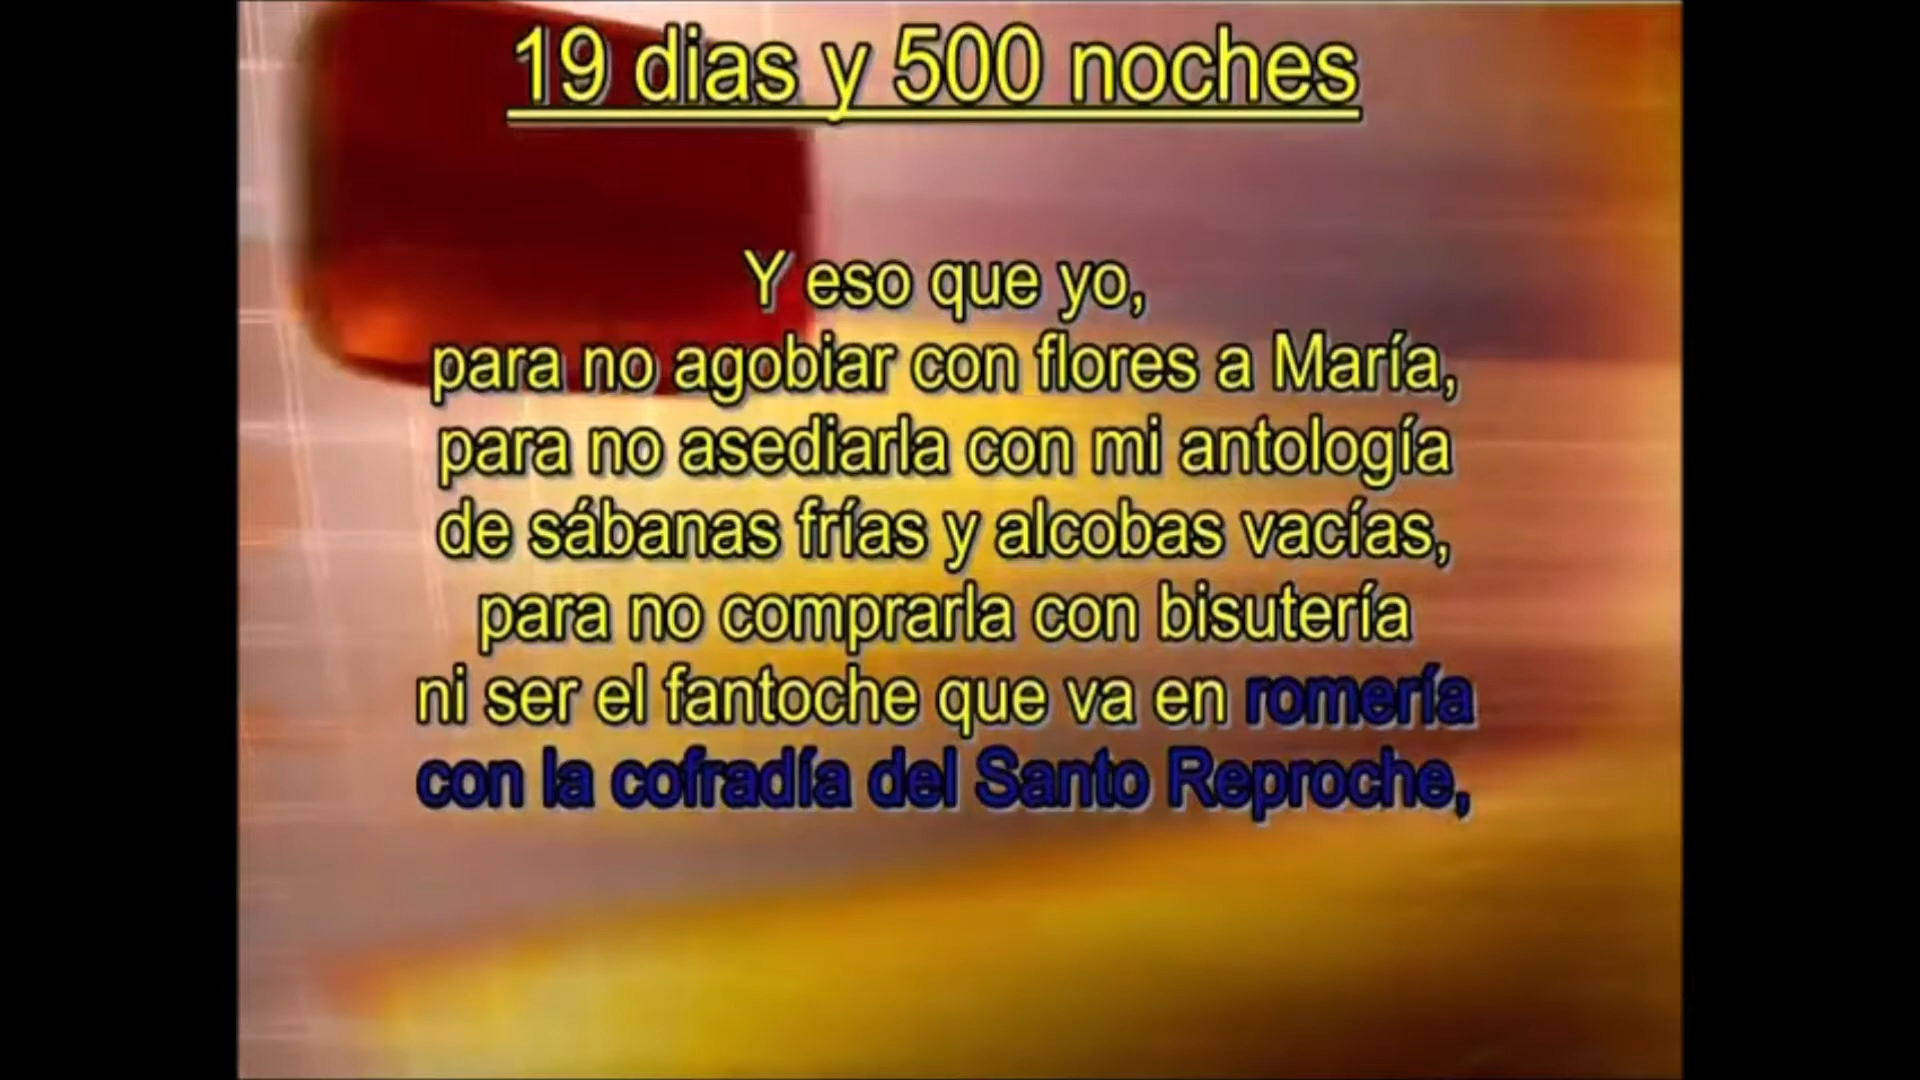 19 dias y 500 noches
Y eso que yo,
para no agobiar con flores a María,
para no asediarla con mi antología
de sábanas frías y alcobas vacías,
para no comprarla con bisutería
ni ser el fantoche que va en romería
con la cofradía del Santo Reproche,